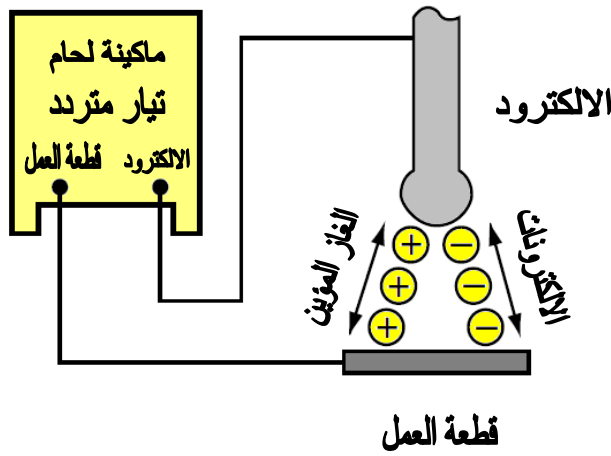 ماكينة لحام
تيار متردد
الالكترود
قطعة العمل
الالكترود
الغاز المؤين
الالكترونات
+ −
+ −
+ −
قطعة العمل